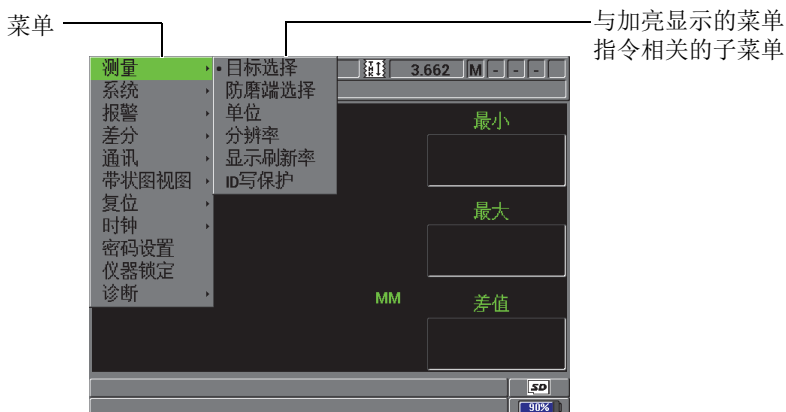 菜单
与加亮显示的菜单
指令相关的子菜单
测量
系统
报警
差分
通讯
带状图视图
复位
时钟
密码设置
仪器锁定
诊断
•目标选择
防磨端选择
单位
分辨率
显示刷新率
ID写保护
3.662 M - - -
最小
最大
MM
差值
SD
90%